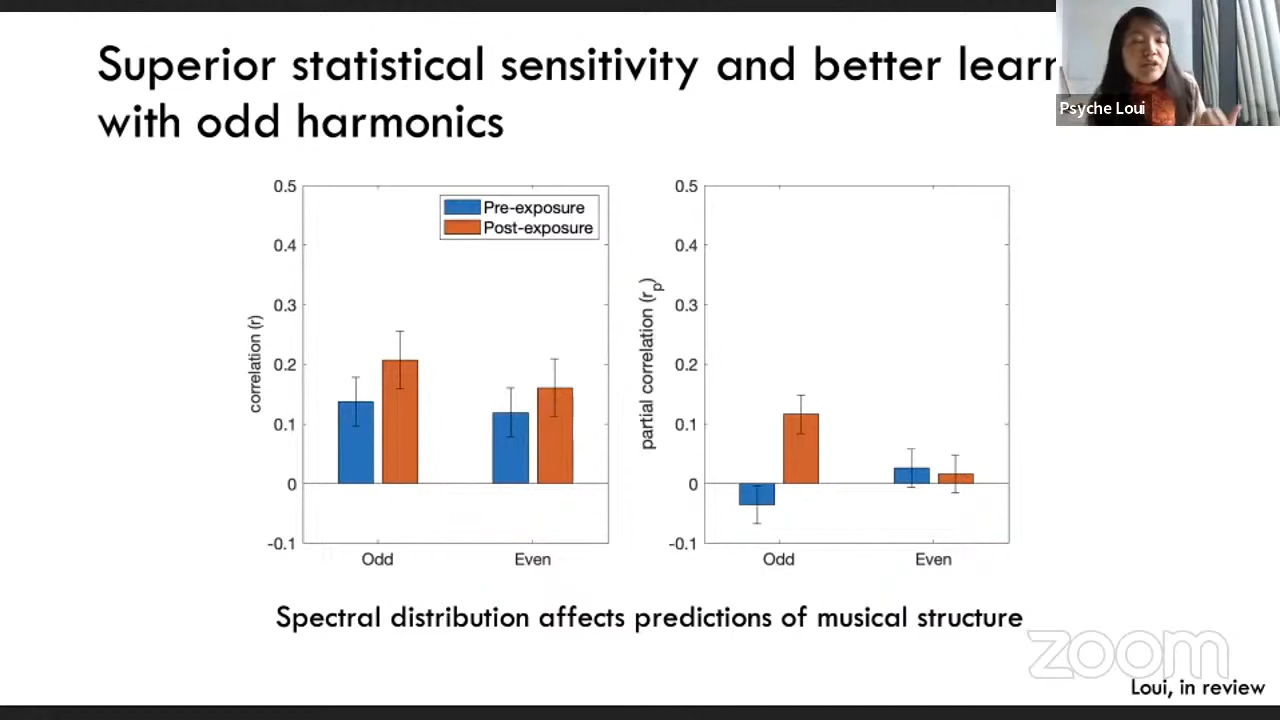 Superior statistical sensitivity and better lear
with odd harmonics
Psyche Loui
0.5
0.4
0.3
0.2
0.1
0
-0.1
correlation (r)
Pre-exposure
Post-exposure
Odd
Even
0.5
0.4
0.3
0.2
0.1
0
-0.1
partial correlation (rp)
Odd
Even
Spectral distribution affects predictions of musical structure
zoom
Loui, in review